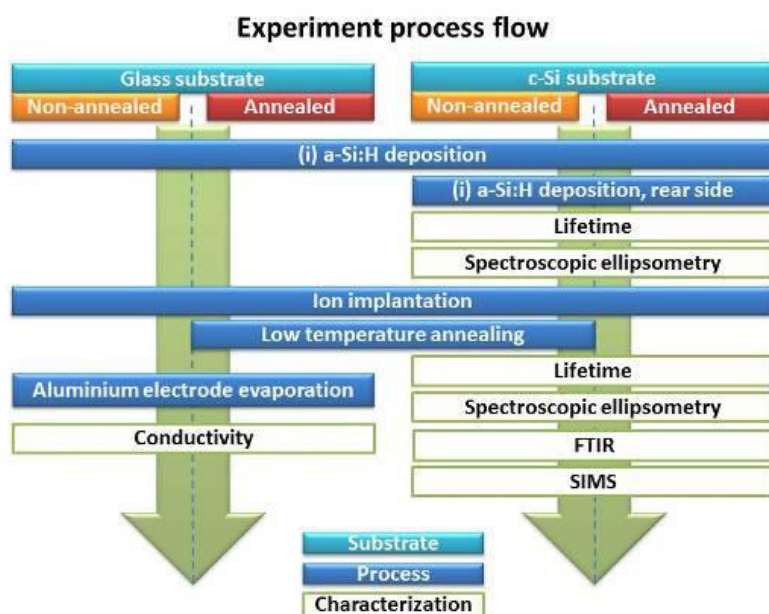 Experiment process flow
Glass substrate
c-Si substrate
Non-annealed
Annealed
Non-annealed
Annealed
(i) a-Si:H deposition
(i) a-Si:H deposition, rear side
Lifetime
Spectroscopic ellipsometry
Ion implantation
Low temperature annealing
Lifetime
Aluminium electrode evaporation
Spectroscopic ellipsometry
Conductivity
FTIR
SIMS
Substrate
Process
Characterization